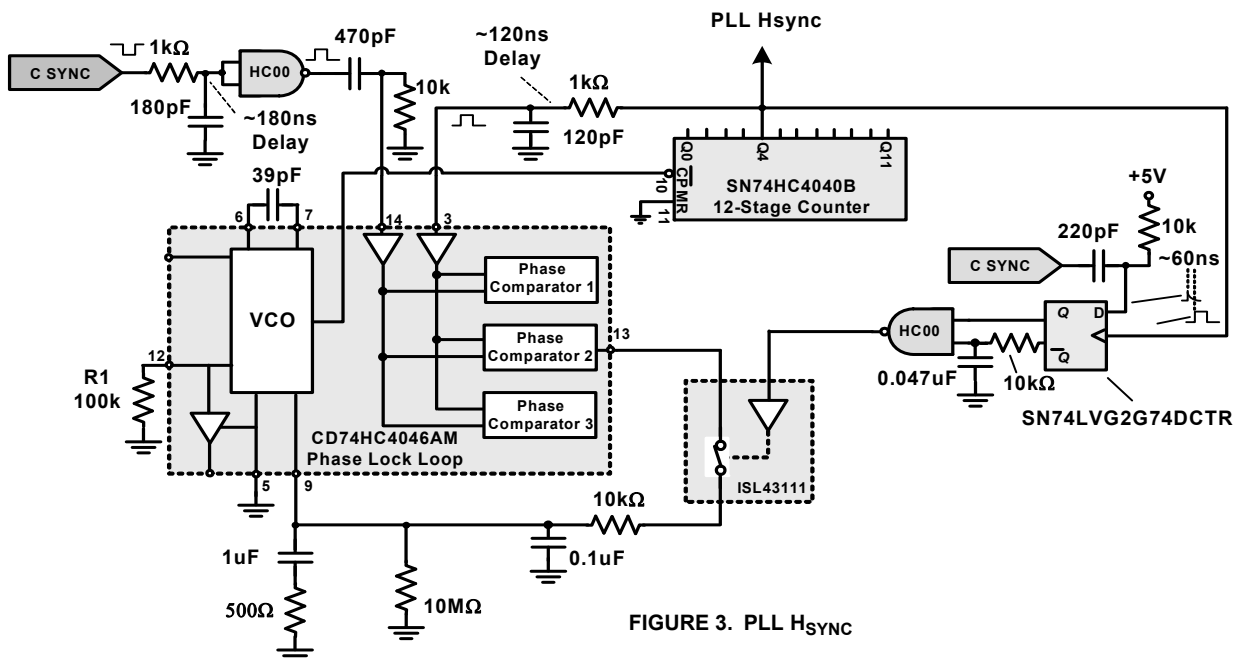 PLL Hsync
C SYNC
1kΩ
180pF
~180ns
Delay
HC00
470pF
10k
~120ns
Delay
1kΩ
120pF
Q0
Q4
Q11
10
CP
MR
11
SN74HC4040B
12-Stage Counter
39pF
6
7
14
3
VCO
Phase
Comparator 1
Phase
Comparator 2
Phase
Comparator 3
13
12
R1
100k
CD74HC4046AM
Phase Lock Loop
5
9
+5V
10k
220pF
C SYNC
~60ns
HC00
Q
D
Q
0.047uF
10kΩ
SN74LVG2G74DCTR
ISL43111
10kΩ
0.1uF
1uF
500Ω
10MΩ
FIGURE 3. PLL HSYNC